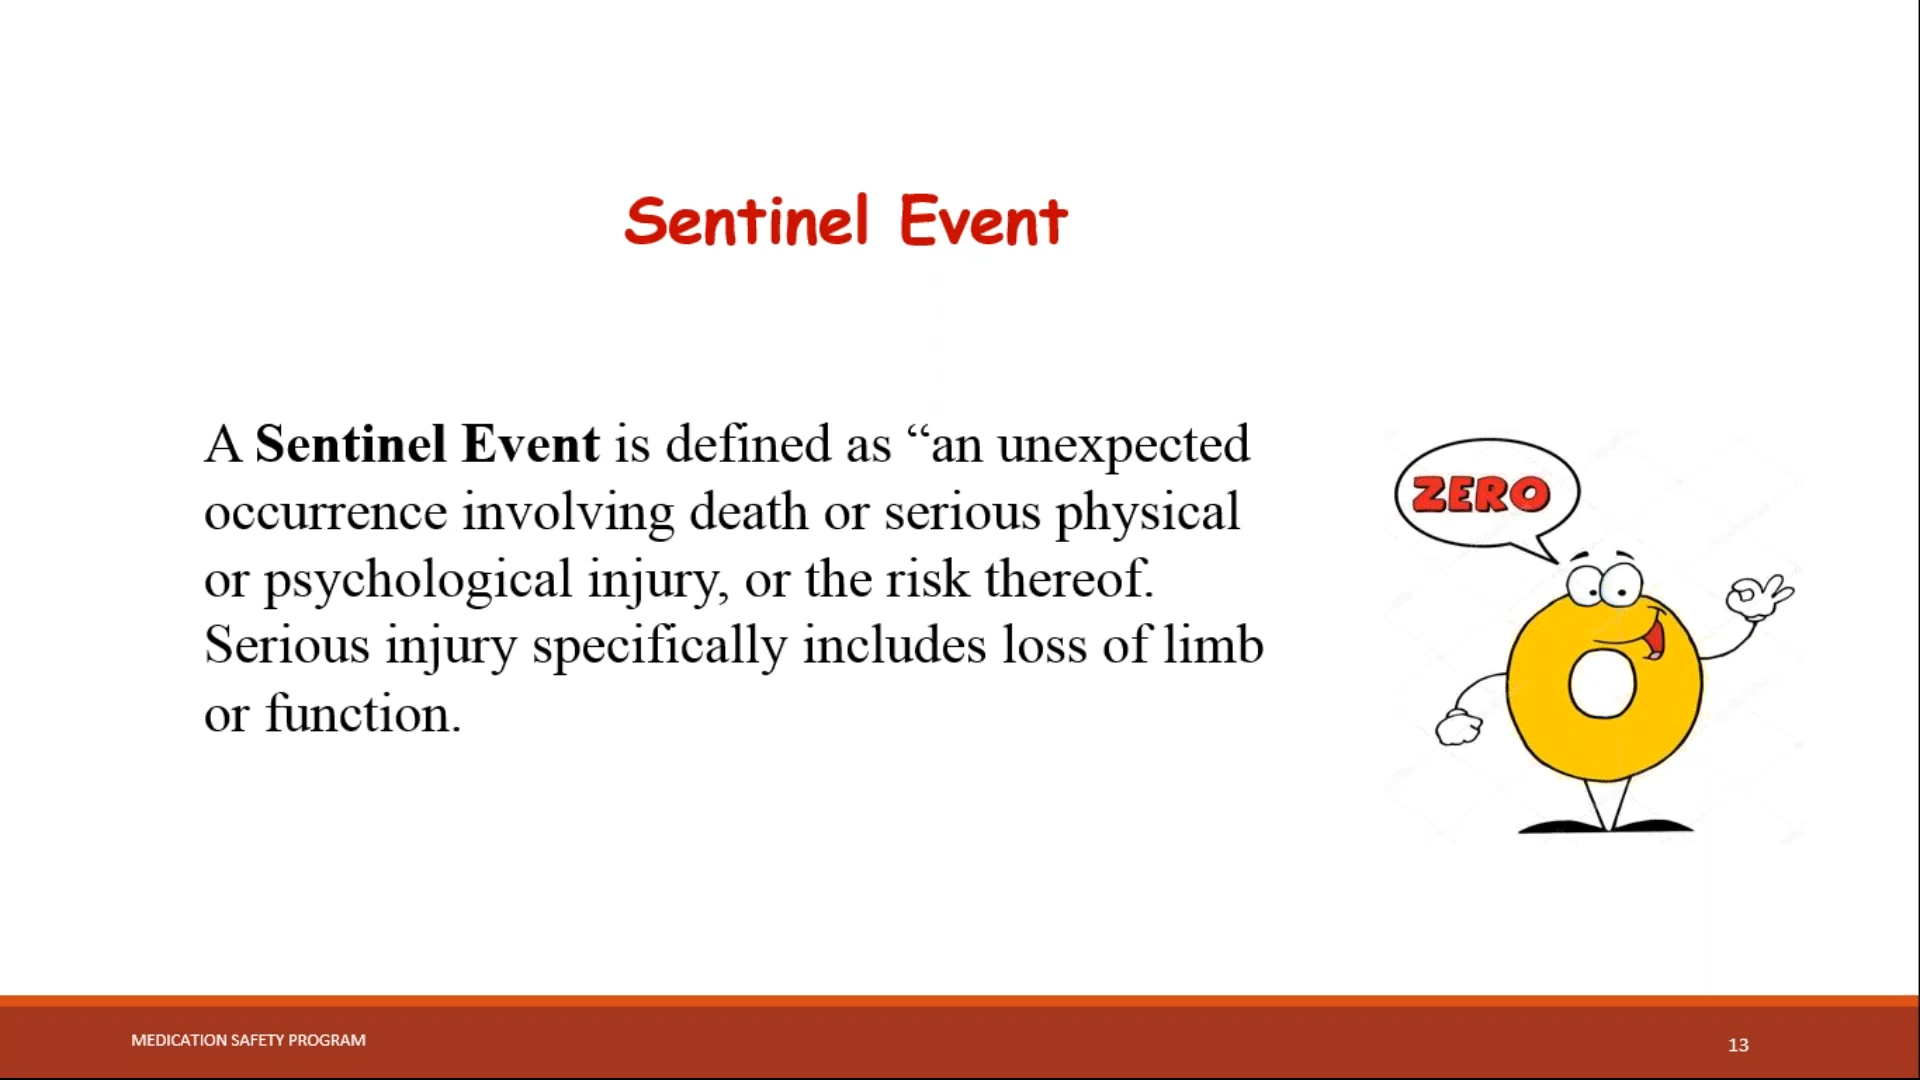 Sentinel Event
A Sentinel Event is defined as “an unexpected
occurrence involving death or serious physical
or psychological injury, or the risk thereof.
Serious injury specifically includes loss of limb
or function.
ZERO
MEDICATION SAFETY PROGRAM
13